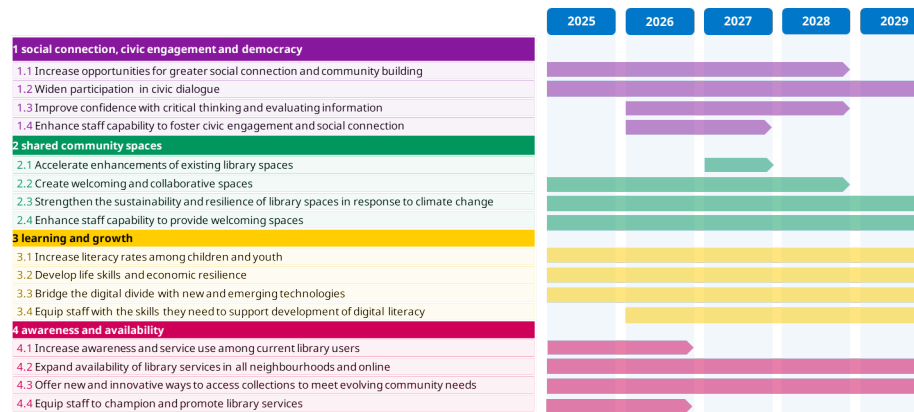 2025 2026 2027 2028 2029
1 social connection, civic engagement and democracy
1.1 Increase opportunities for greater social connection and community building
1.2 Widen participation in civic dialogue
1.3 Improve confidence with critical thinking and evaluating information
1.4 Enhance staff capability to foster civic engagement and social connection
2 shared community spaces
2.1 Accelerate enhancements of existing library spaces
2.2 Create welcoming and collaborative spaces
2.3 Strengthen the sustainability and resilience of library spaces in response to climate change
2.4 Enhance staff capability to provide welcoming spaces
3 learning and growth
3.1 Increase literacy rates among children and youth
3.2 Develop life skills and economic resilience
3.3 Bridge the digital divide with new and emerging technologies
3.4 Equip staff with the skills they need to support development of digital literacy
4 awareness and availability
4.1 Increase awareness and service use among current library users
4.2 Expand availability of library services in all neighbourhoods and online
4.3 Offer new and innovative ways to access collections to meet evolving community needs
4.4 Equip staff to champion and promote library services